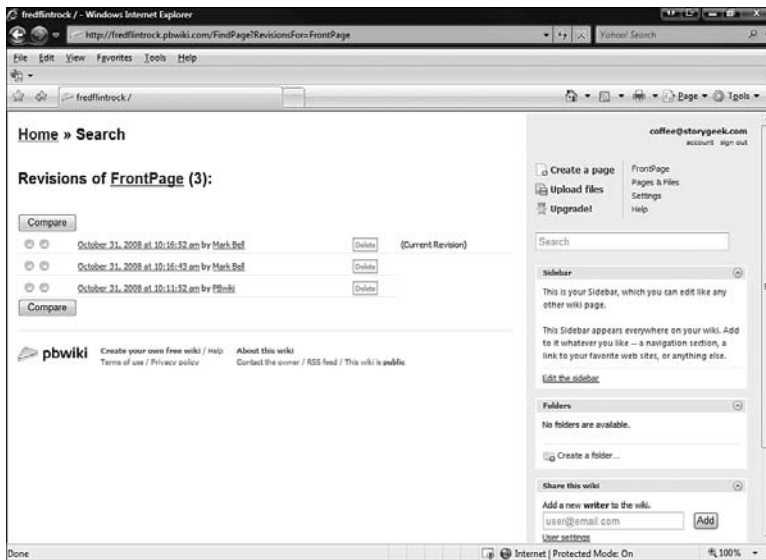 fredflintrock / - Windows Internet Explorer
http://fredflintrock.pbwiki.com/FindPage?RevisionsFor=FrontPage
Yahoo! Search
File Edit View Favorites Tools Help
fredflintrock /
Page Tools
Home » Search
Revisions of FrontPage (3):
Compare
October 31, 2008 at 10:16:52 am by Mark Bell Delete (Current Revision)
October 31, 2008 at 10:16:43 am by Mark Bell Delete
October 31, 2008 at 10:11:52 am by PBwiki Delete
Compare
pbwiki
Create your own free wiki / Help
Terms of use / Privacy policy
About this wiki
Contact the owner / RSS feed / This wiki is public
coffee@storygeek.com
account sign out
Create a page
Upload files
Upgrade!
FrontPage
Pages & Files
Settings
Help
Search
Sidebar
This is your Sidebar, which you can edit like any
other wiki page.
This Sidebar appears everywhere on your wiki. Add
to it whatever you like -- a navigation section, a
link to your favorite web sites, or anything else.
Edit the sidebar
Folders
No folders are available.
Create a folder...
Share this wiki
Add a new writer to the wiki.
user@email.com Add
User settings
Done
Internet | Protected Mode: On
100%